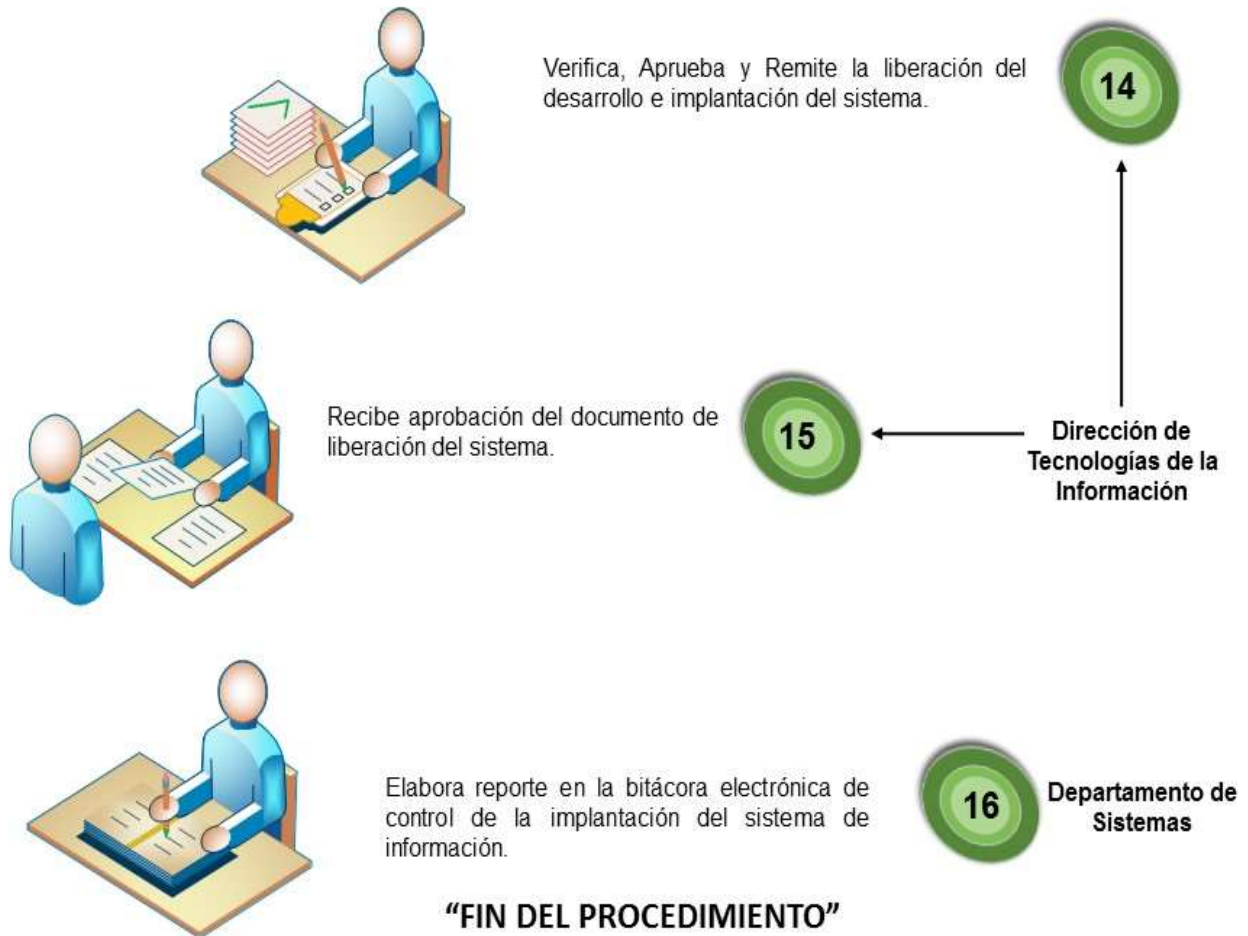 Verifica, Aprueba y Remite la liberación del
desarrollo e implantación del sistema.
14
Recibe aprobación del documento de
liberación del sistema.
15
Dirección de
Tecnologías de la
Información
Elabora reporte en la bitácora electrónica de
control de la implantación del sistema de
información.
16
Departamento de
Sistemas
“FIN DEL PROCEDIMIENTO”